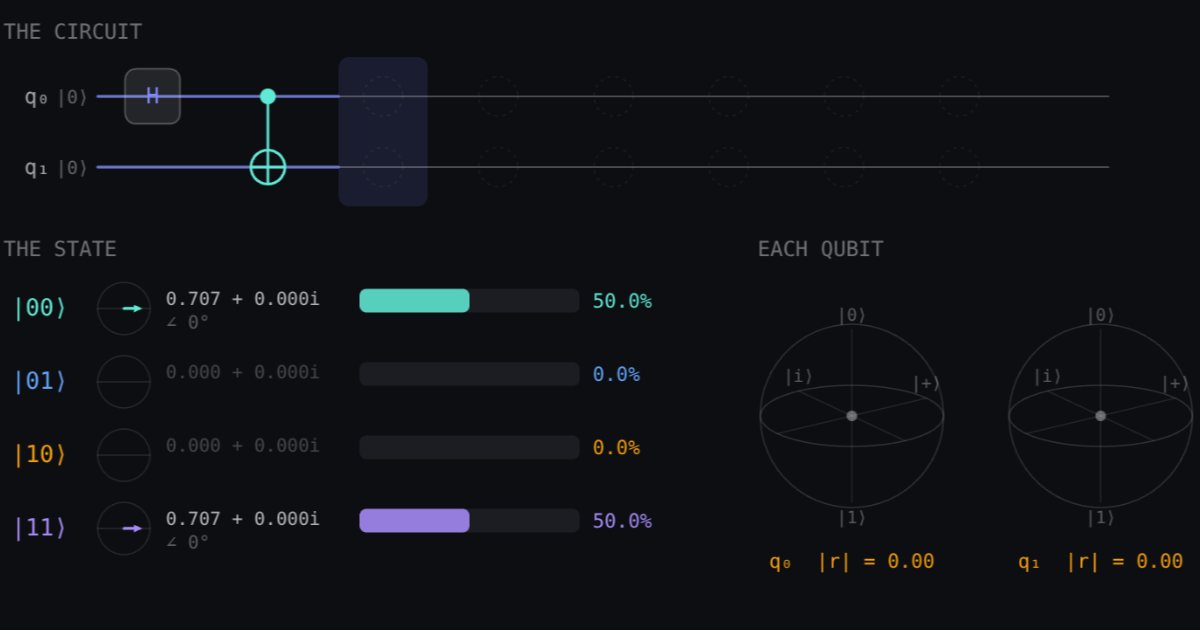 THE CIRCUIT
q₀ |0⟩ H
q₁ |0⟩
THE STATE
|00⟩ 0.707 + 0.000i 50.0%
∠ 0°
|01⟩ 0.000 + 0.000i 0.0%
|10⟩ 0.000 + 0.000i 0.0%
|11⟩ 0.707 + 0.000i 50.0%
∠ 0°
EACH QUBIT
|0⟩ |0⟩
|i⟩ |+⟩ |i⟩ |+⟩
|1⟩ |1⟩
q₀ |r| = 0.00 q₁ |r| = 0.00